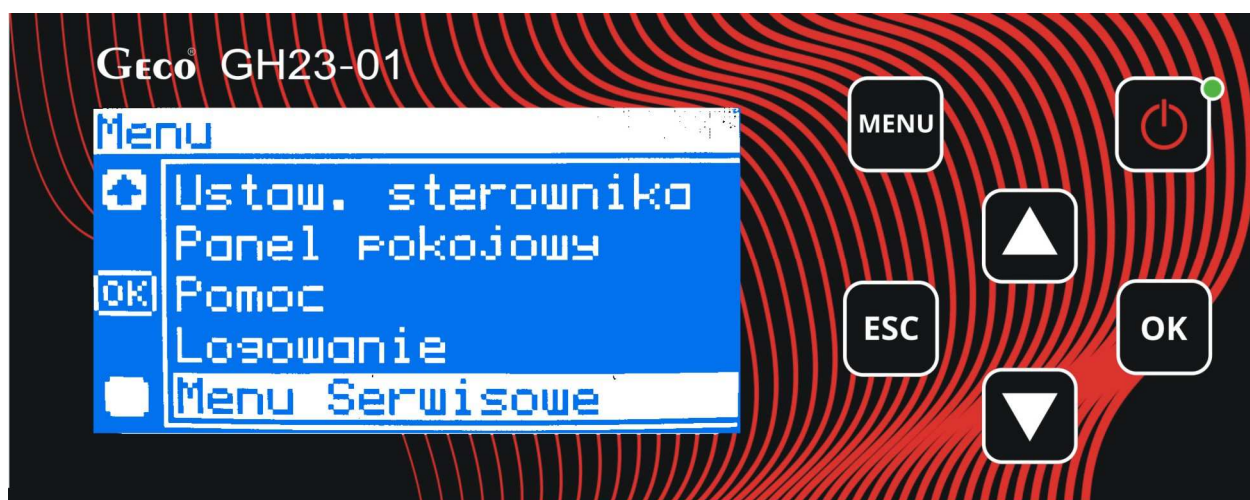 GECO® GH23-01
Menu
Ustaw. sterownika
Panel pokojowy
OK Pomoc
Logowanie
Menu Serwisowe
MENU
ESC
OK